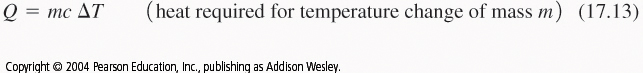 Q = mc ΔT (heat required for temperature change of mass m) (17.13)
Copyright © 2004 Pearson Education, Inc., publishing as Addison Wesley.